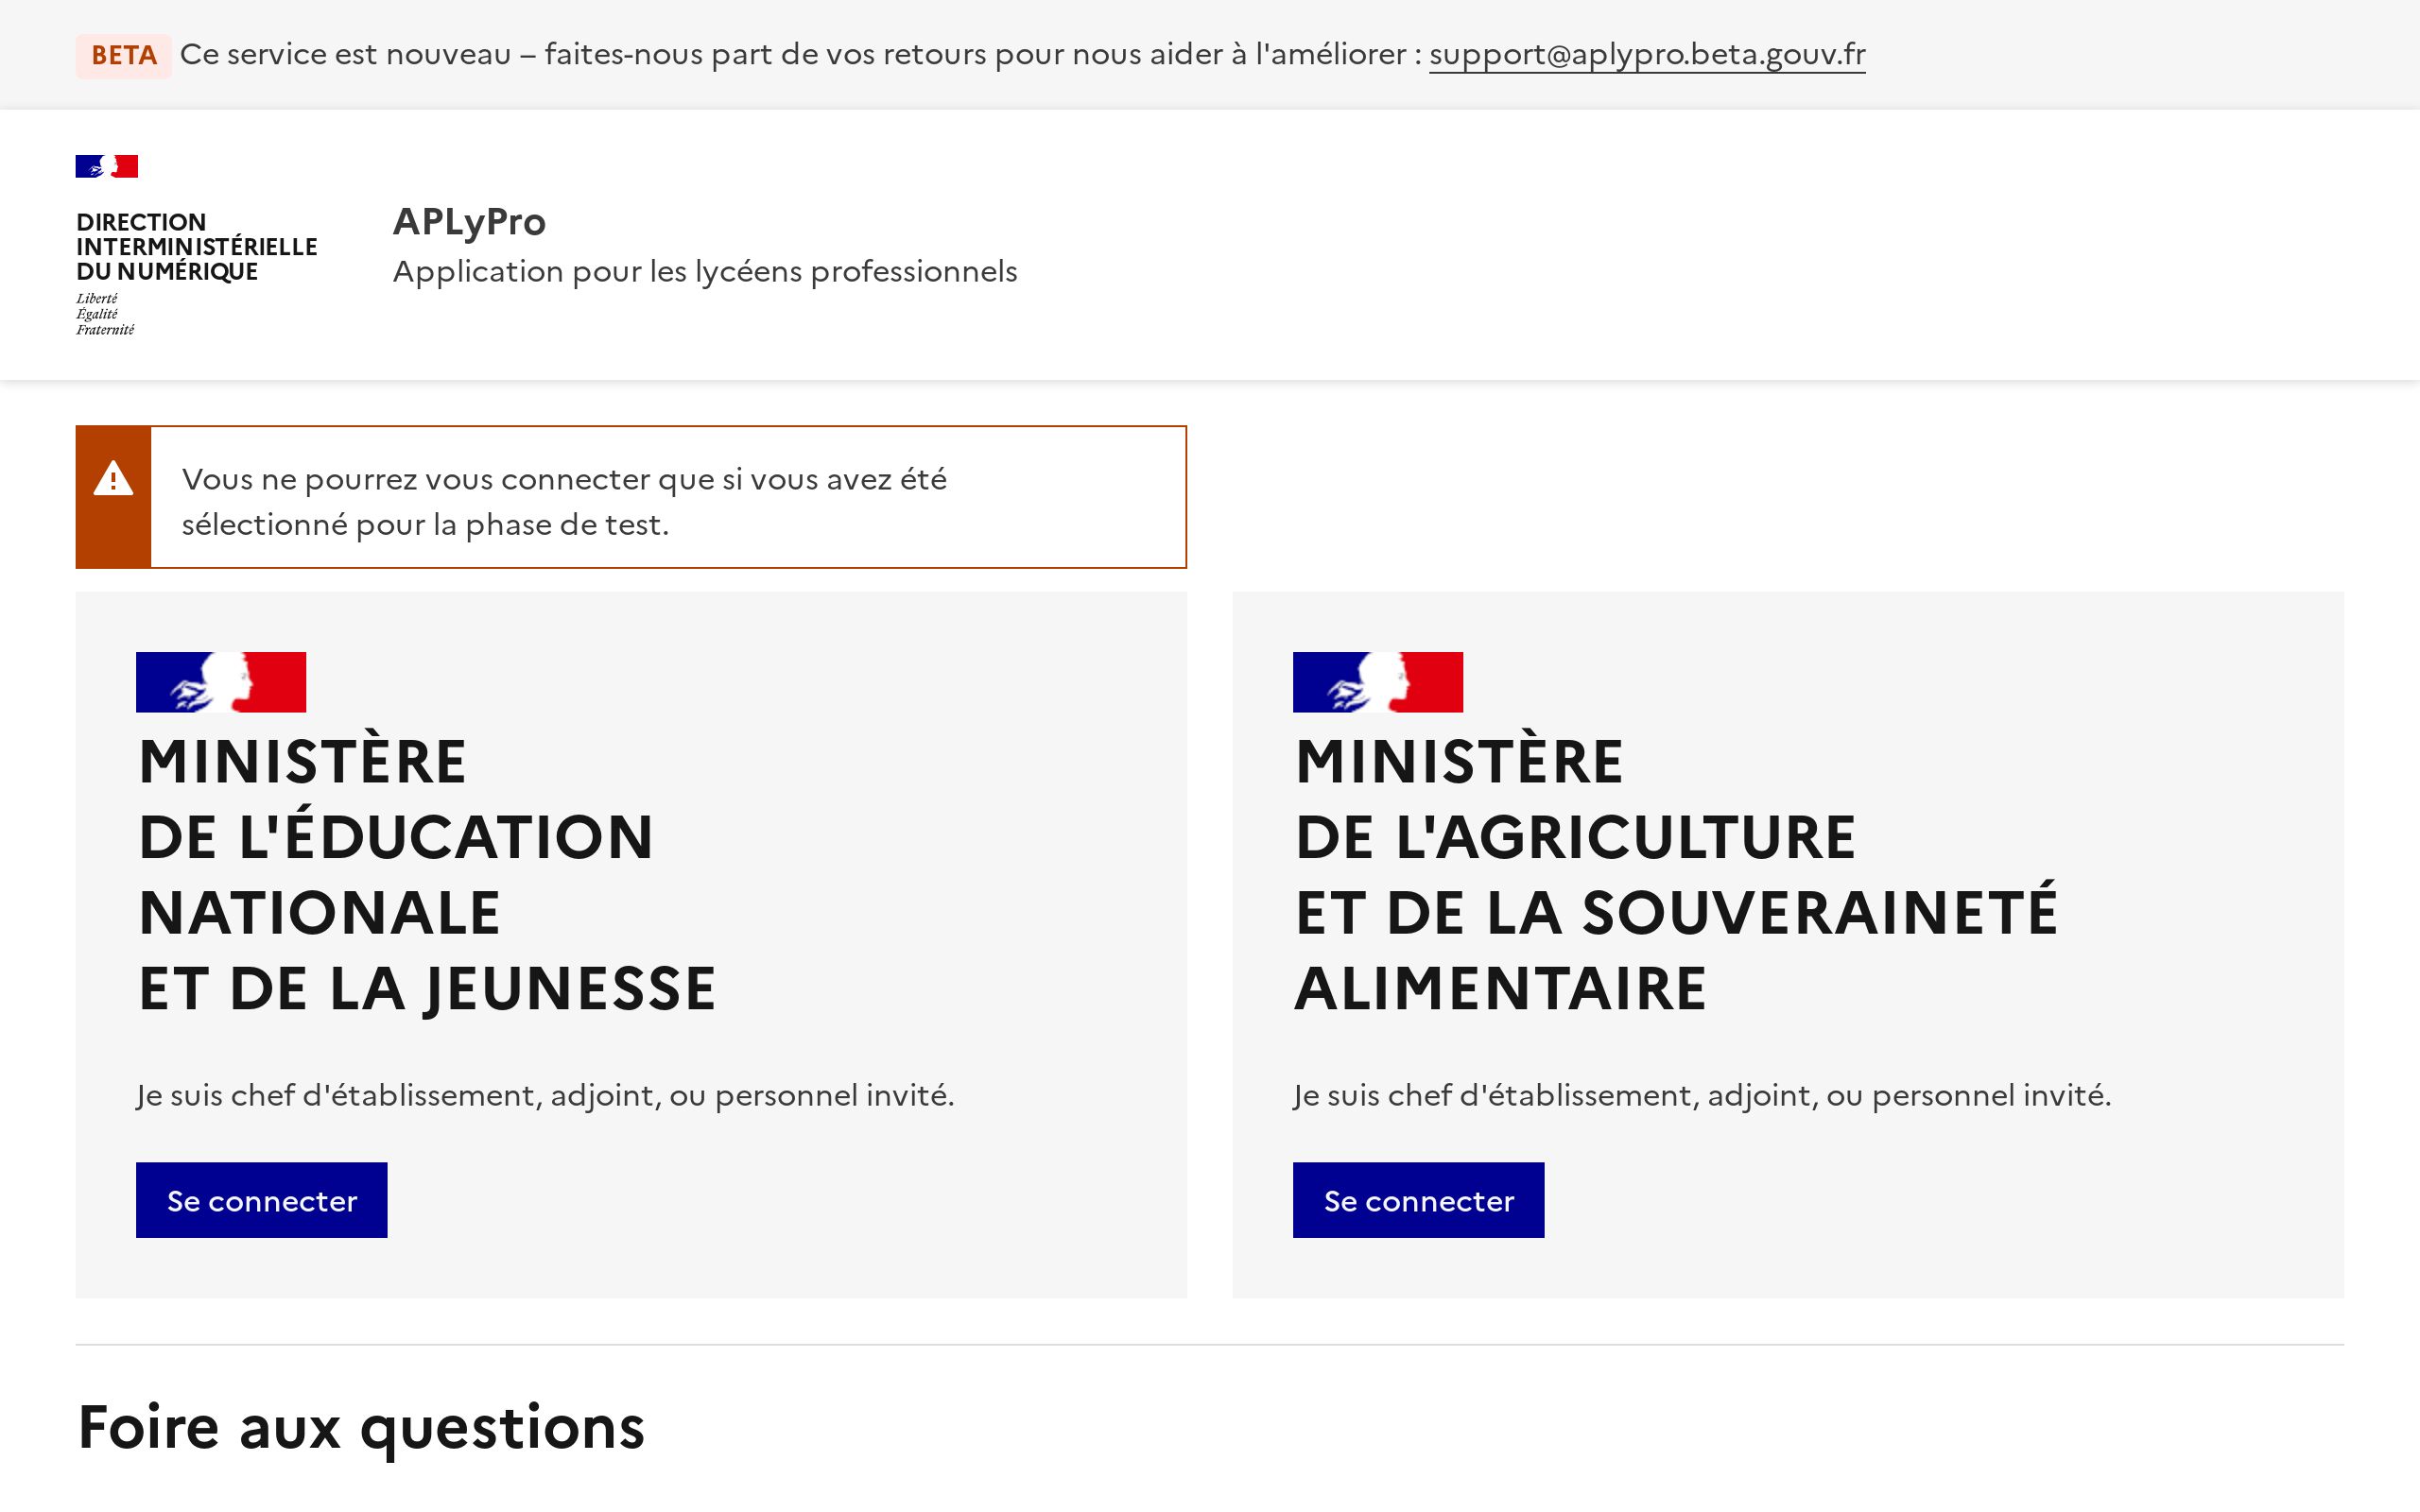 BETA Ce service est nouveau – faites-nous part de vos retours pour nous aider à l'améliorer : support@aplypro.beta.gouv.fr
DIRECTION
INTERMINISTÉRIELLE
DU NUMÉRIQUE
Liberté
Égalité
Fraternité
APLyPro
Application pour les lycéens professionnels
Vous ne pourrez vous connecter que si vous avez été
sélectionné pour la phase de test.
MINISTÈRE
DE L'ÉDUCATION
NATIONALE
ET DE LA JEUNESSE
Je suis chef d'établissement, adjoint, ou personnel invité.
Se connecter
MINISTÈRE
DE L'AGRICULTURE
ET DE LA SOUVERAINETÉ
ALIMENTAIRE
Je suis chef d'établissement, adjoint, ou personnel invité.
Se connecter
Foire aux questions